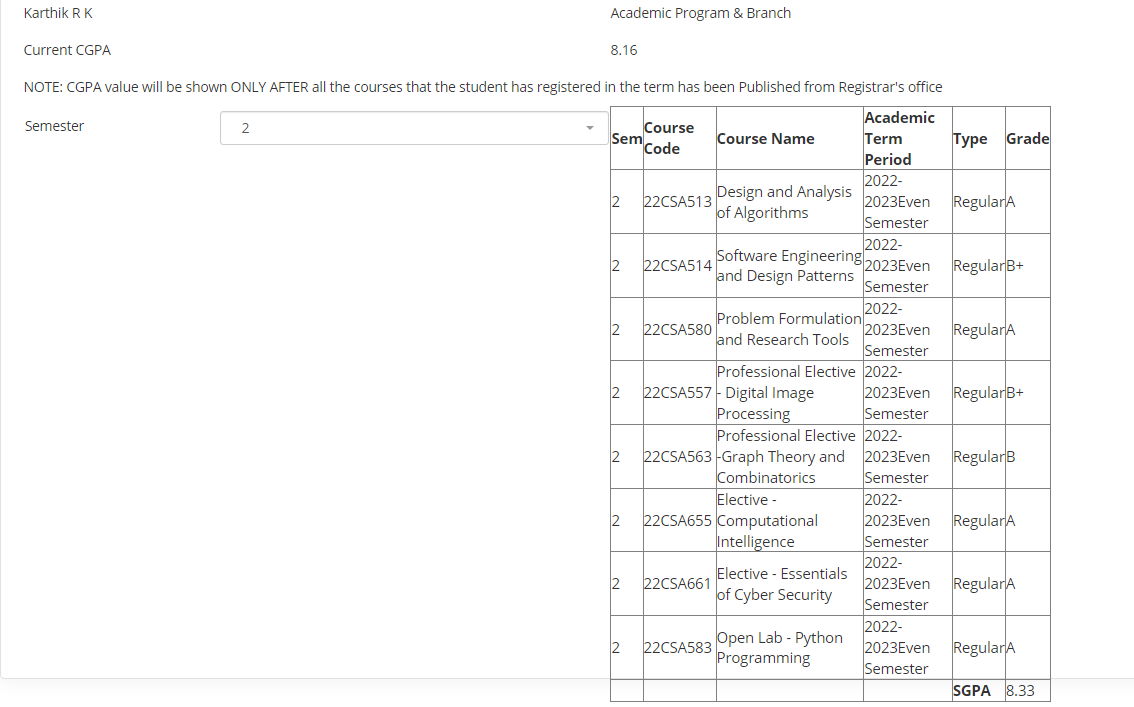 Karthik R K
Academic Program & Branch
Current CGPA
8.16
NOTE: CGPA value will be shown ONLY AFTER all the courses that the student has registered in the term has been Published from Registrar's office
Semester
2
Sem Course Code Course Name Academic Term Period Type Grade
2 22CSA513 Design and Analysis of Algorithms 2022-2023Even Semester Regular A
2 22CSA514 Software Engineering and Design Patterns 2022-2023Even Semester Regular B+
2 22CSA580 Problem Formulation and Research Tools 2022-2023Even Semester Regular A
2 22CSA557 Professional Elective - Digital Image Processing 2022-2023Even Semester Regular B+
2 22CSA563 Professional Elective -Graph Theory and Combinatorics 2022-2023Even Semester Regular B
2 22CSA655 Elective - Computational Intelligence 2022-2023Even Semester Regular A
2 22CSA661 Elective - Essentials of Cyber Security 2022-2023Even Semester Regular A
2 22CSA583 Open Lab - Python Programming 2022-2023Even Semester Regular A
SGPA 8.33